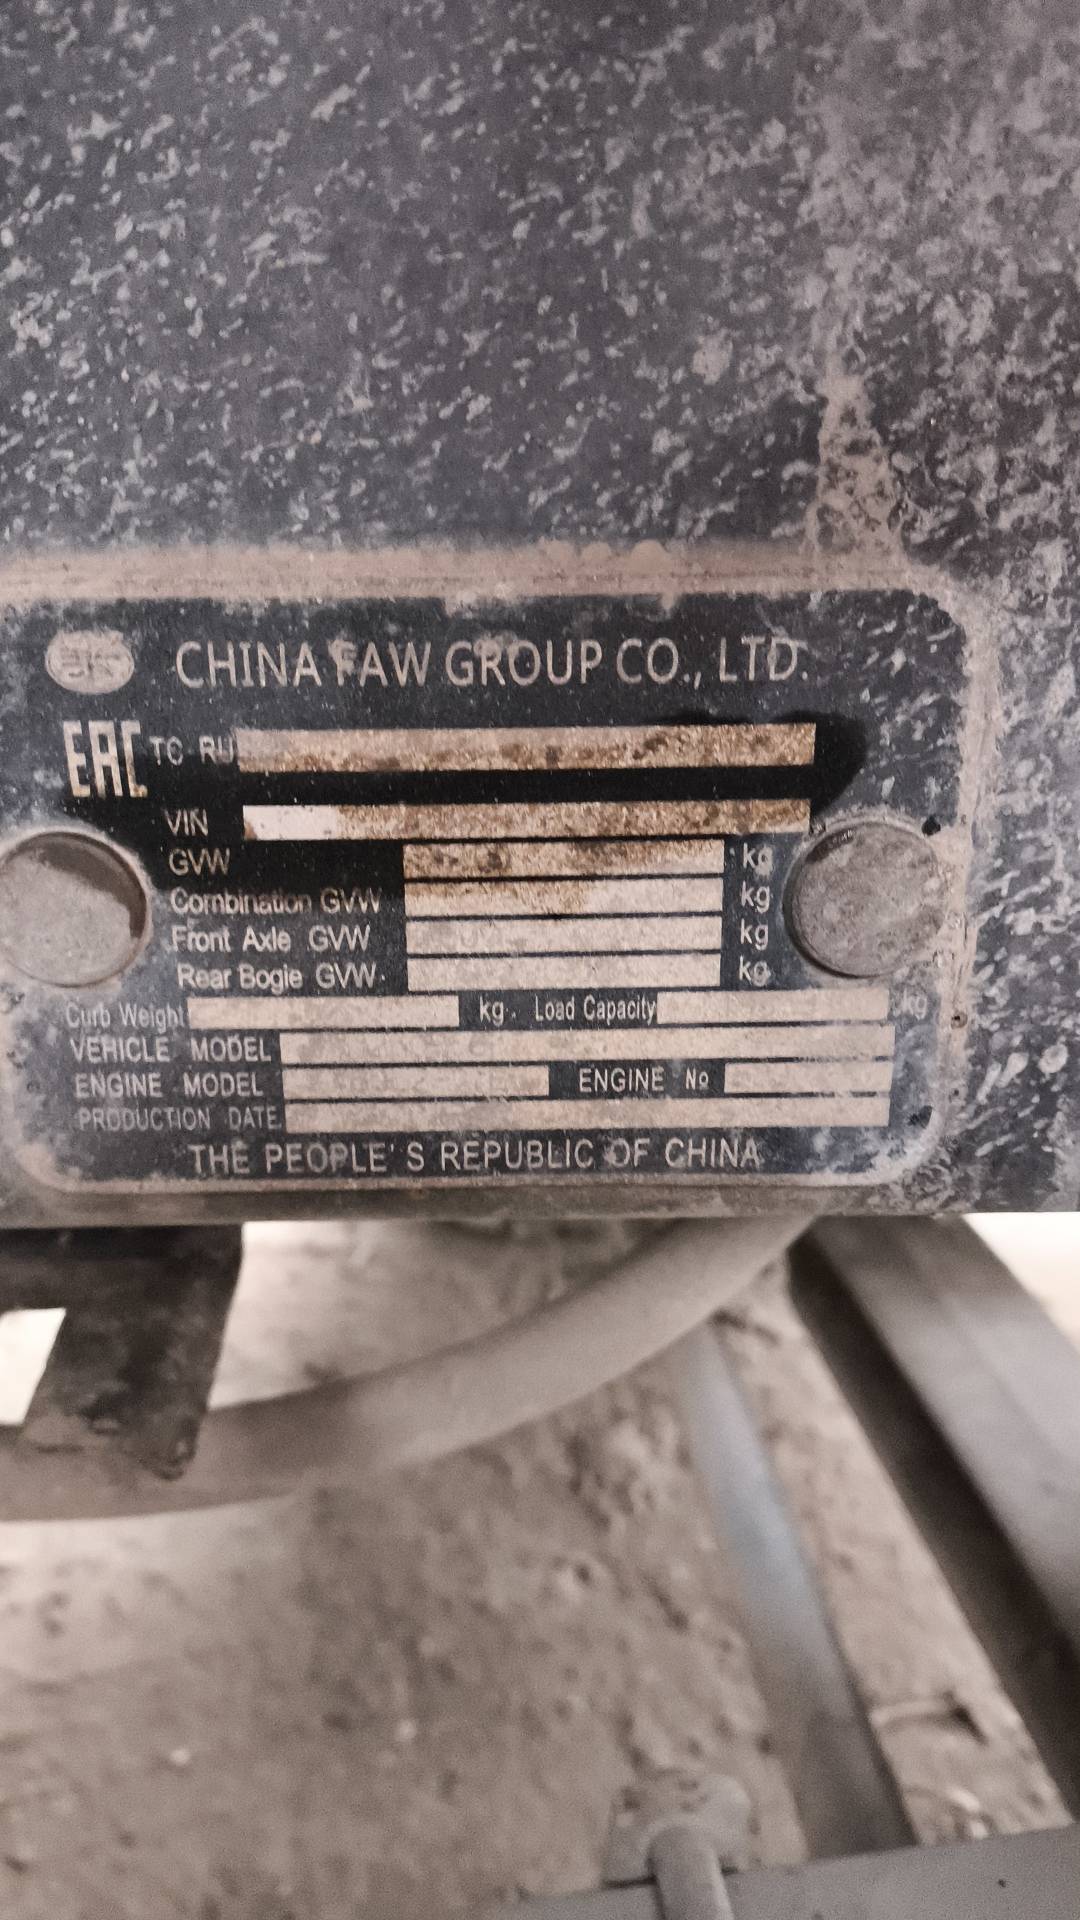 CHINA FAW GROUP CO., LTD.
EAC TC RU
VIN
GVW kg
Combination GVW kg
Front Axle GVW kg
Rear Bogie GVW kg
Curb Weight kg Load Capacity kg
VEHICLE MODEL
ENGINE MODEL ENGINE №
PRODUCTION DATE
THE PEOPLE'S REPUBLIC OF CHINA